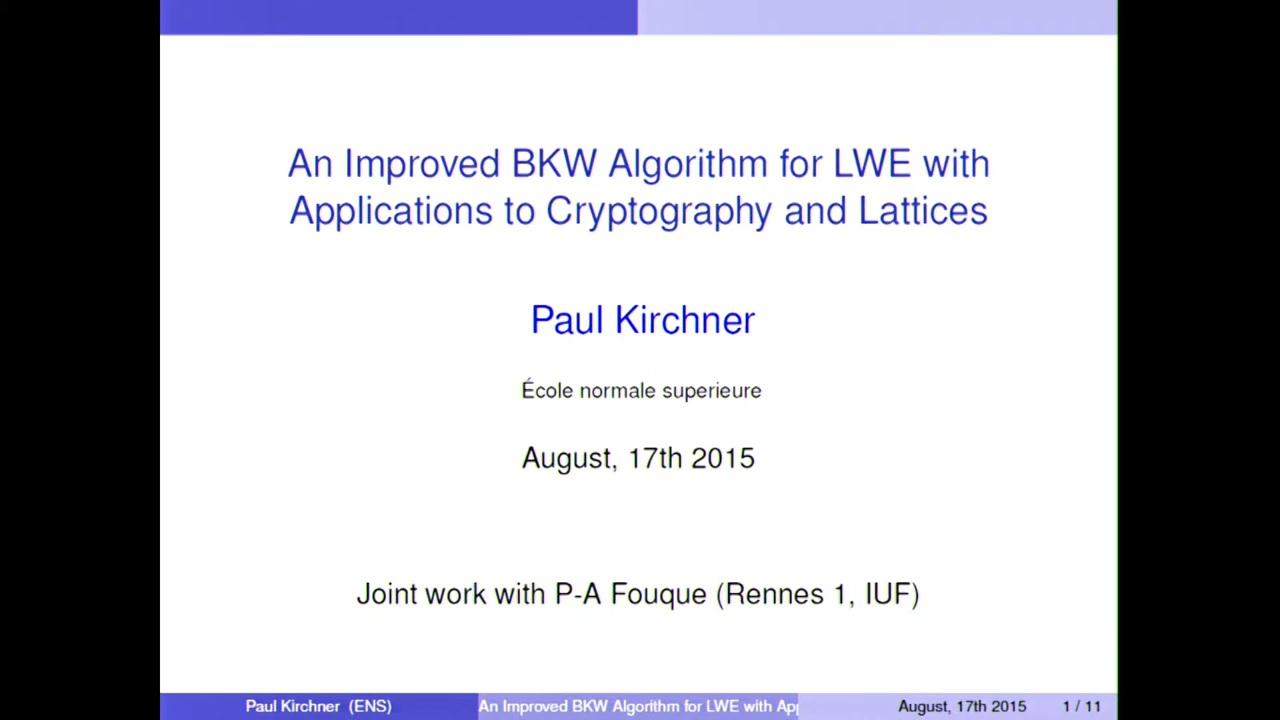 An Improved BKW Algorithm for LWE with
Applications to Cryptography and Lattices
Paul Kirchner
École normale superieure
August, 17th 2015
Joint work with P-A Fouque (Rennes 1, IUF)
Paul Kirchner (ENS)
An Improved BKW Algorithm for LWE with App
August, 17th 2015
1 / 11